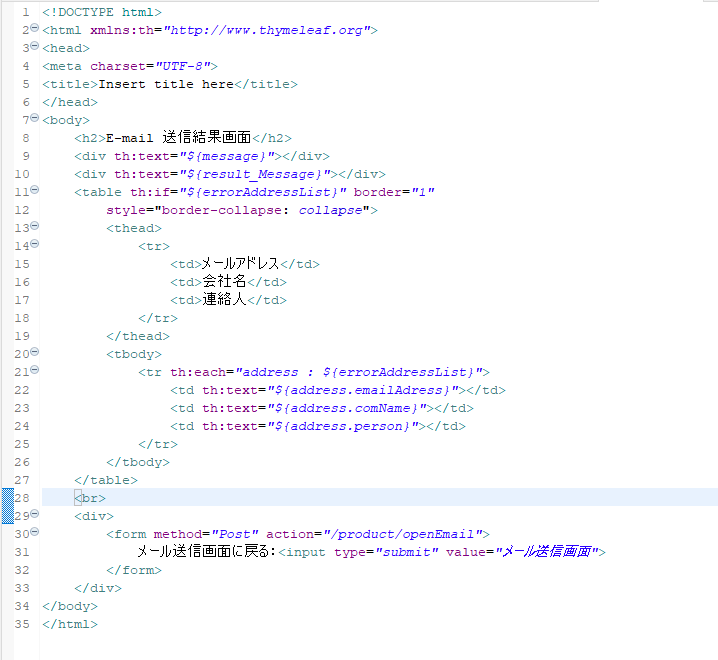 1 <!DOCTYPE html>
2 <html xmlns:th="http://www.thymeleaf.org">
3 <head>
4 <meta charset="UTF-8">
5 <title>Insert title here</title>
6 </head>
7 <body>
8 <h2>E-mail 送信結果画面</h2>
9 <div th:text="${message}"></div>
10 <div th:text="${result_Message}"></div>
11 <table th:if="${errorAddressList}" border="1"
12 style="border-collapse: collapse">
13 <thead>
14 <tr>
15 <td>メールアドレス</td>
16 <td>会社名</td>
17 <td>連絡人</td>
18 </tr>
19 </thead>
20 <tbody>
21 <tr th:each="address : ${errorAddressList}">
22 <td th:text="${address.emailAdress}"></td>
23 <td th:text="${address.comName}"></td>
24 <td th:text="${address.person}"></td>
25 </tr>
26 </tbody>
27 </table>
28 <br>
29 <div>
30 <form method="Post" action="/product/openEmail">
31 メール送信画面に戻る:<input type="submit" value="メール送信画面">
32 </form>
33 </div>
34 </body>
35 </html>